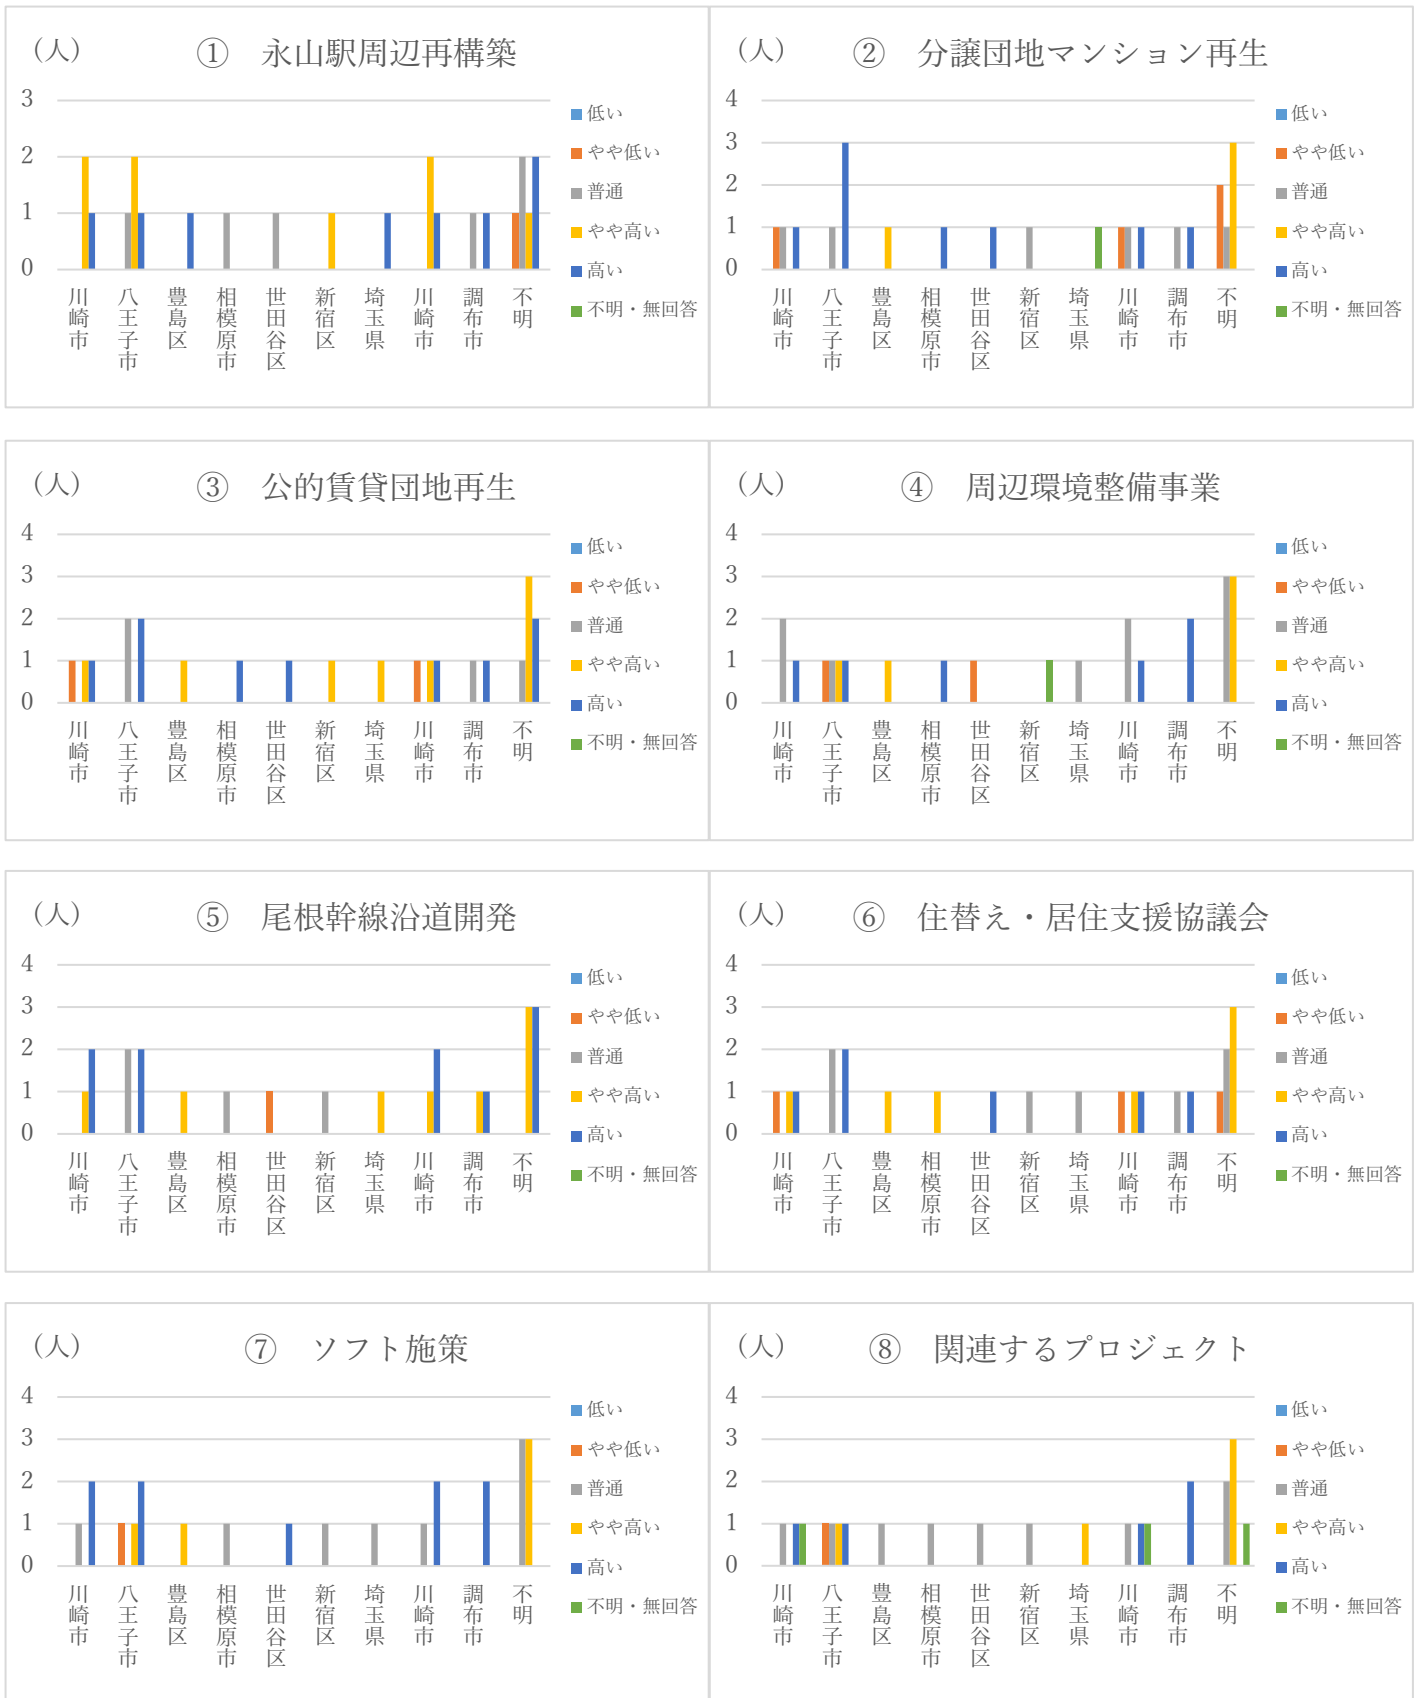 (人) ① 永山駅周辺再構築
3
2
1
0
川崎市 八王子市 豊島区 相模原市 世田谷区 新宿区 埼玉県 川崎市 調布市 不明
低い
やや低い
普通
やや高い
高い
不明・無回答
(人) ② 分譲団地マンション再生
4
3
2
1
0
川崎市 八王子市 豊島区 相模原市 世田谷区 新宿区 埼玉県 川崎市 調布市 不明
低い
やや低い
普通
やや高い
高い
不明・無回答
(人) ③ 公的賃貸団地再生
4
3
2
1
0
川崎市 八王子市 豊島区 相模原市 世田谷区 新宿区 埼玉県 川崎市 調布市 不明
低い
やや低い
普通
やや高い
高い
不明・無回答
(人) ④ 周辺環境整備事業
4
3
2
1
0
川崎市 八王子市 豊島区 相模原市 世田谷区 新宿区 埼玉県 川崎市 調布市 不明
低い
やや低い
普通
やや高い
高い
不明・無回答
(人) ⑤ 尾根幹線沿道開発
4
3
2
1
0
川崎市 八王子市 豊島区 相模原市 世田谷区 新宿区 埼玉県 川崎市 調布市 不明
低い
やや低い
普通
やや高い
高い
不明・無回答
(人) ⑥ 住替え・居住支援協議会
4
3
2
1
0
川崎市 八王子市 豊島区 相模原市 世田谷区 新宿区 埼玉県 川崎市 調布市 不明
低い
やや低い
普通
やや高い
高い
不明・無回答
(人) ⑦ ソフト施策
4
3
2
1
0
川崎市 八王子市 豊島区 相模原市 世田谷区 新宿区 埼玉県 川崎市 調布市 不明
低い
やや低い
普通
やや高い
高い
不明・無回答
(人) ⑧ 関連するプロジェクト
4
3
2
1
0
川崎市 八王子市 豊島区 相模原市 世田谷区 新宿区 埼玉県 川崎市 調布市 不明
低い
やや低い
普通
やや高い
高い
不明・無回答